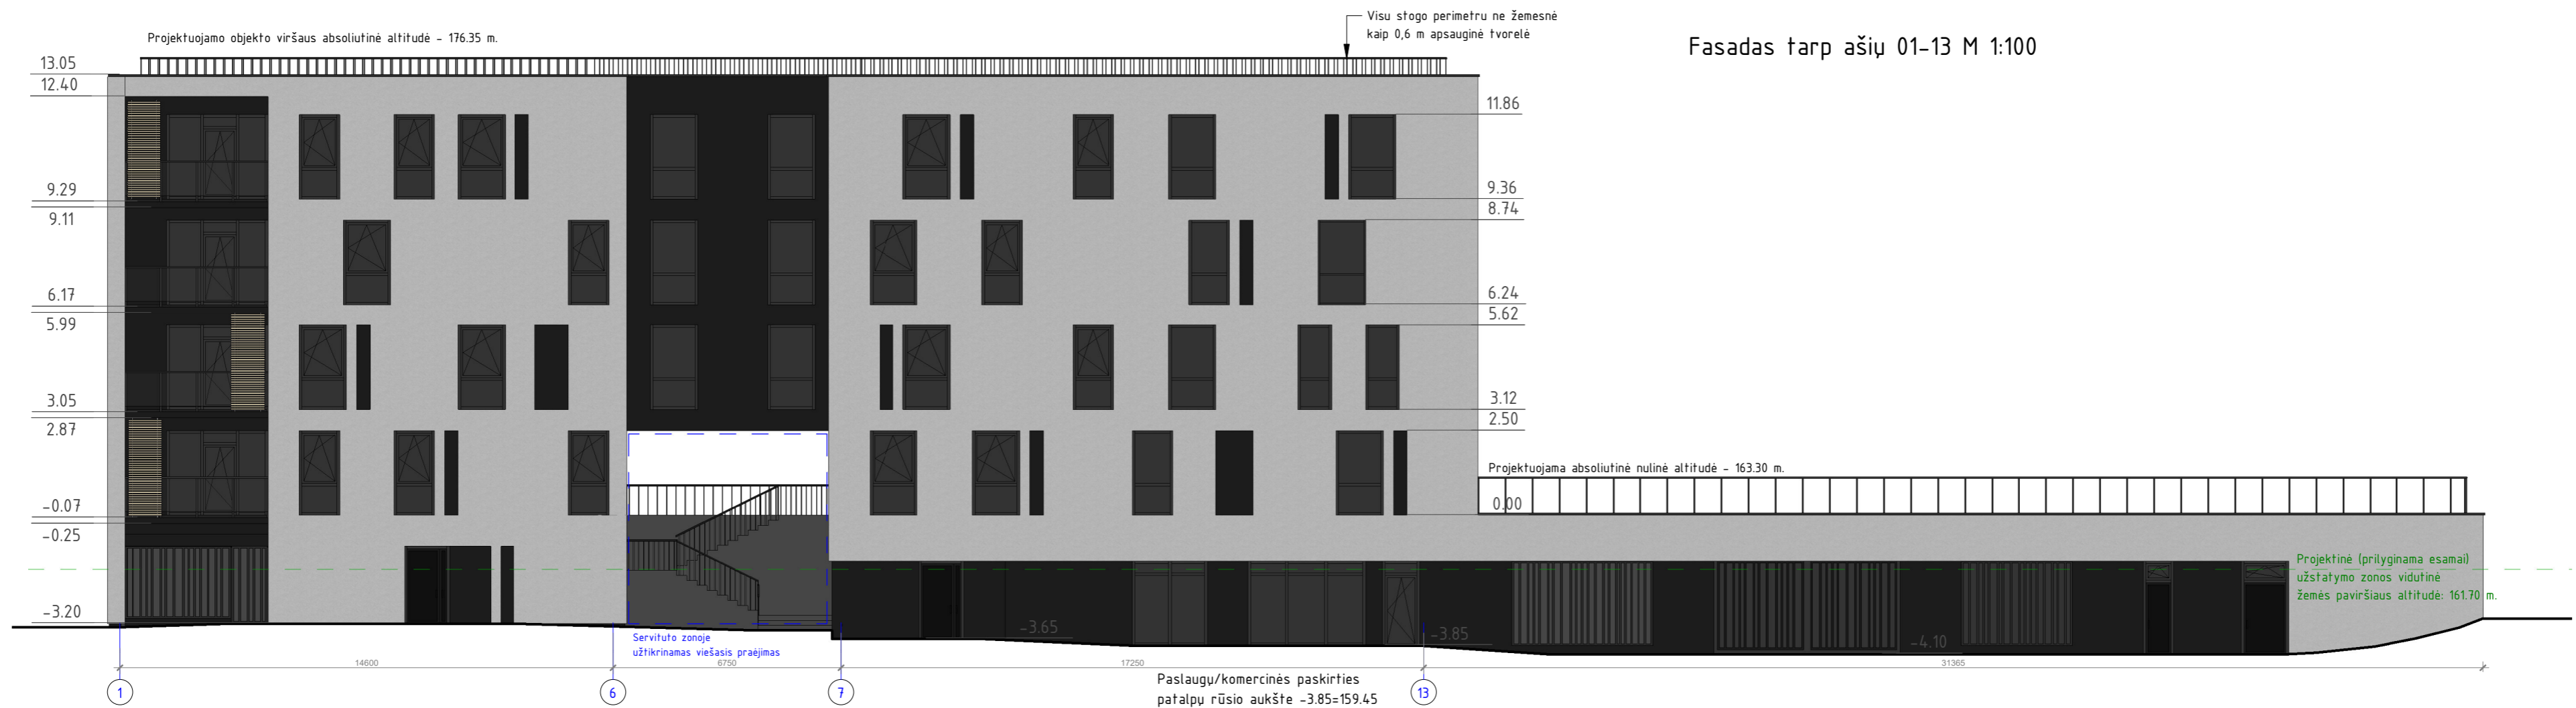 Visu stogo perimetru ne žemesnė
kaip 0,6 m apsauginė tvorelė
Projektuojamo objekto viršaus absoliutinė altitudė - 176.35 m.
Fasadas tarp ašių 01-13 M 1:100
13.05
12.40
11.86
9.29
9.36
9.11
8.74
6.17
6.24
5.99
5.62
3.05
3.12
2.87
2.50
Projektuojama absoliutinė nulinė altitudė - 163.30 m.
-0.07
0.00
-0.25
Projektinė (prilyginama esamai)
užstatymo zonos vidutinė
žemės paviršiaus altitudė: 161.70 m.
-3.20
-3.65
-3.85
-4.10
Servituto zonoje
užtikrinamas viešasis praėjimas
14600
6750
17250
31365
1
6
7
13
Paslaugų/komercinės paskirties
patalpų rūsio aukšte -3.85=159.45